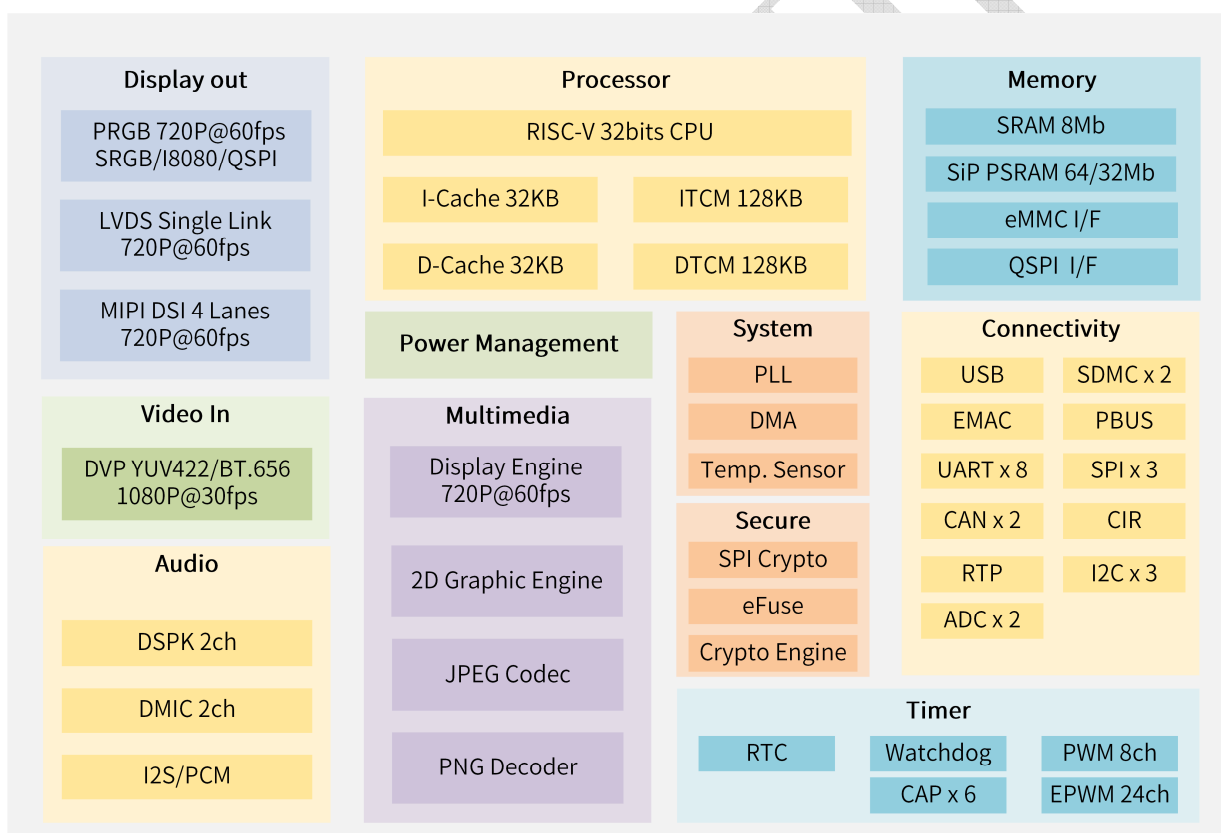 Display out
PRGB 720P@60fps
SRGB/I8080/QSPI
LVDS Single Link
720P@60fps
MIPI DSI 4 Lanes
720P@60fps
Video In
DVP YUV422/BT.656
1080P@30fps
Audio
DSPK 2ch
DMIC 2ch
I2S/PCM
Processor
RISC-V 32bits CPU
I-Cache 32KB
ITCM 128KB
D-Cache 32KB
DTCM 128KB
Power Management
Multimedia
Display Engine
720P@60fps
2D Graphic Engine
JPEG Codec
PNG Decoder
System
PLL
DMA
Temp. Sensor
Secure
SPI Crypto
eFuse
Crypto Engine
Memory
SRAM 8Mb
SiP PSRAM 64/32Mb
eMMC I/F
QSPI I/F
Connectivity
USB
SDMC x 2
EMAC
PBUS
UART x 8
SPI x 3
CAN x 2
CIR
RTP
I2C x 3
ADC x 2
Timer
RTC
Watchdog
PWM 8ch
CAP x 6
EPWM 24ch